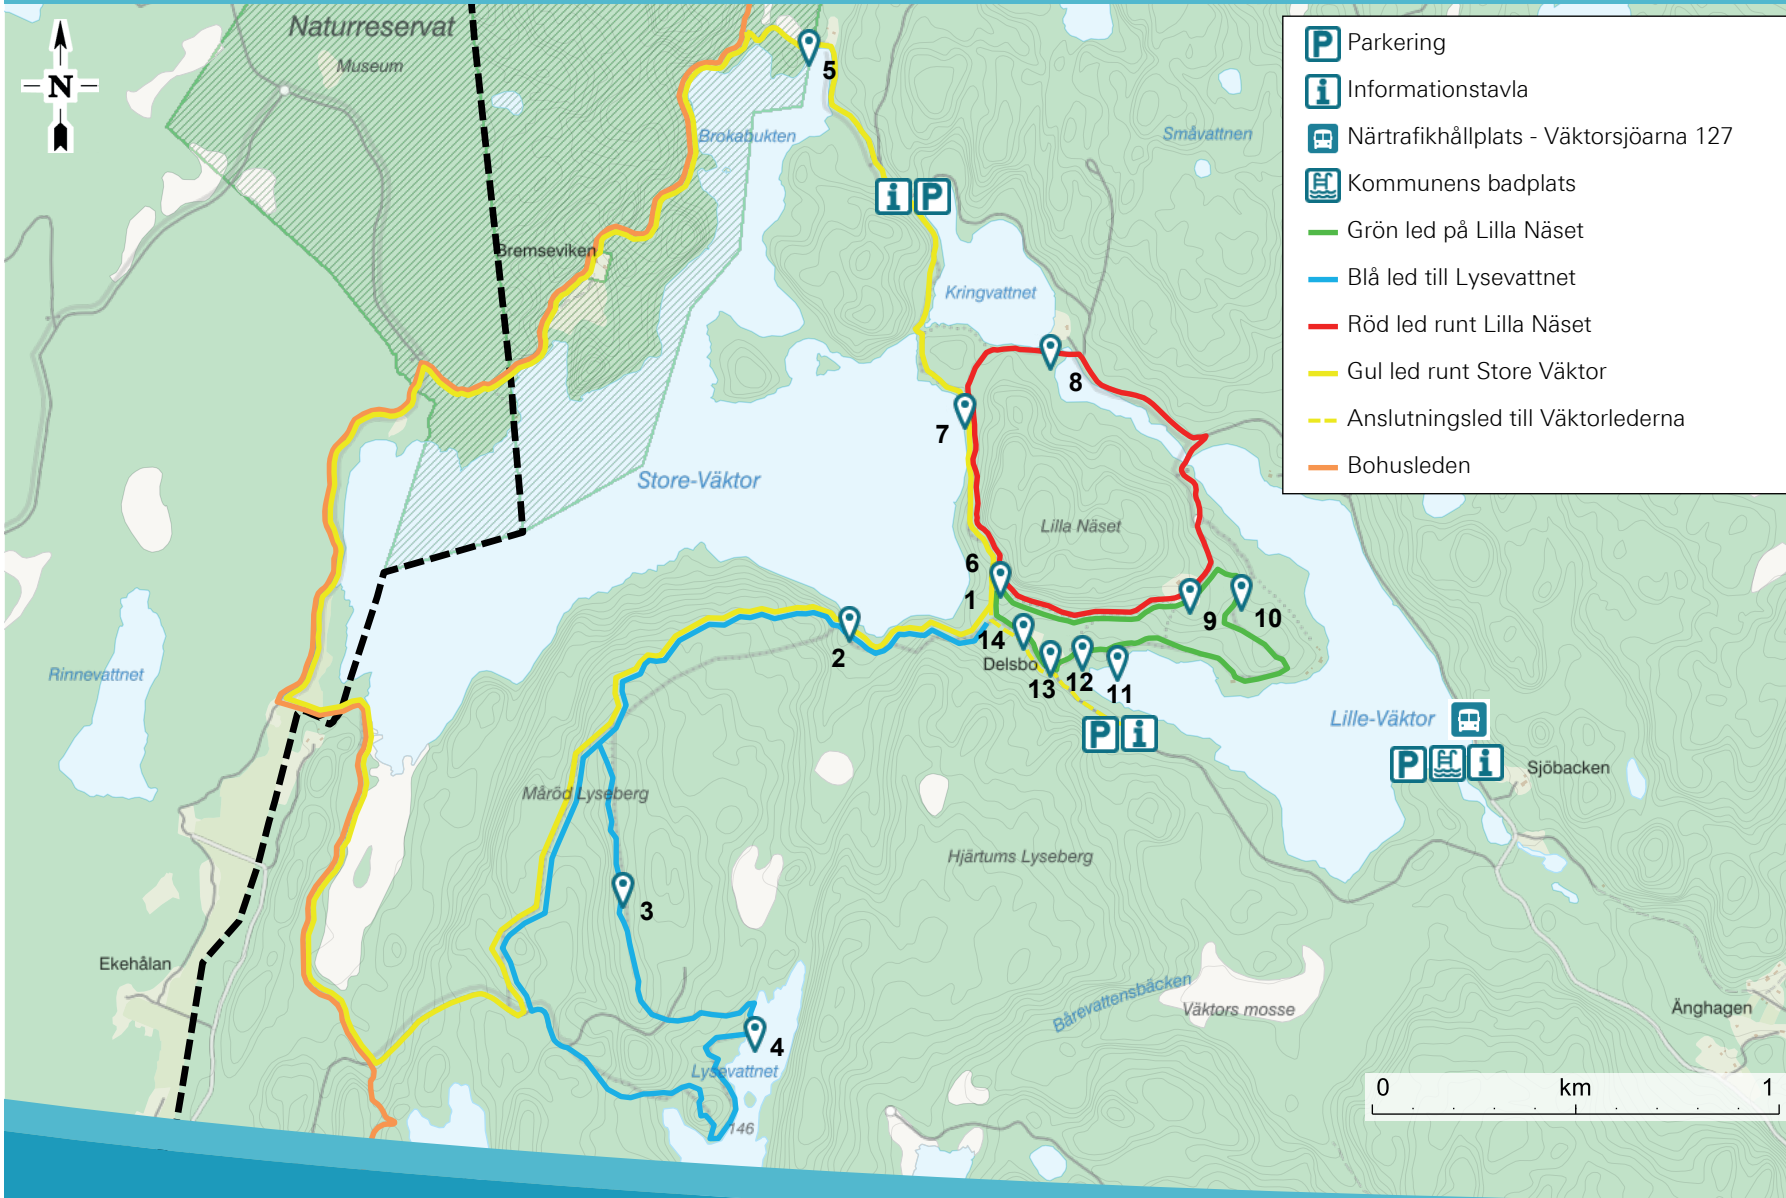 Naturreservat
Museum
N
5
Brokabukten
Småvattnen
Bremseviken
Kringvattnet
8
7
Store-Väktor
Lilla Näset
6
1
9
10
2
14
Delsbo
13
12
11
Rinnevattnet
Lille-Väktor
Sjöbacken
Måröd Lyseberg
Hjärtums Lyseberg
3
Ekehålan
Bårevattensbäcken
Väktors mosse
Änghagen
4
Lysevattnet
146
P Parkering
i Informationstavla
Närtrafikhållplats - Väktorsjöarna 127
Kommunens badplats
Grön led på Lilla Näset
Blå led till Lysevattnet
Röd led runt Lilla Näset
Gul led runt Store Väktor
Anslutningsled till Väktorlederna
Bohusleden
i P
P i
P i
0 km 1